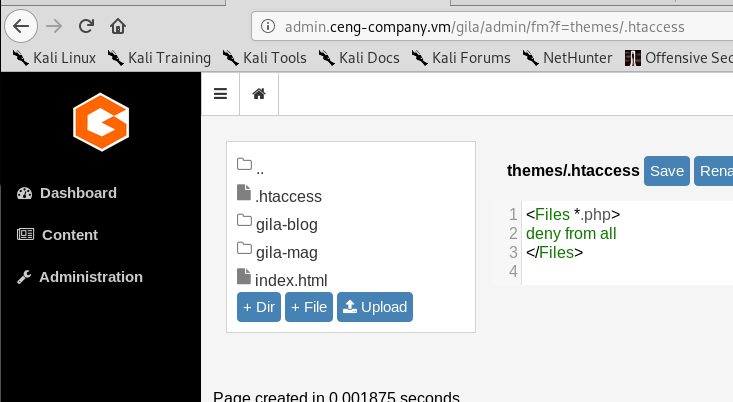 admin.ceng-company.vm/gila/admin/fm?f=themes/.htaccess
Kali Linux Kali Training Kali Tools Kali Docs Kali Forums NetHunter Offensive Sec
Dashboard
Content
Administration
..
.htaccess
gila-blog
gila-mag
index.html
+ Dir + File Upload
themes/.htaccess Save Rena
1 <Files *.php>
2 deny from all
3 </Files>
4
Page created in 0.001875 seconds